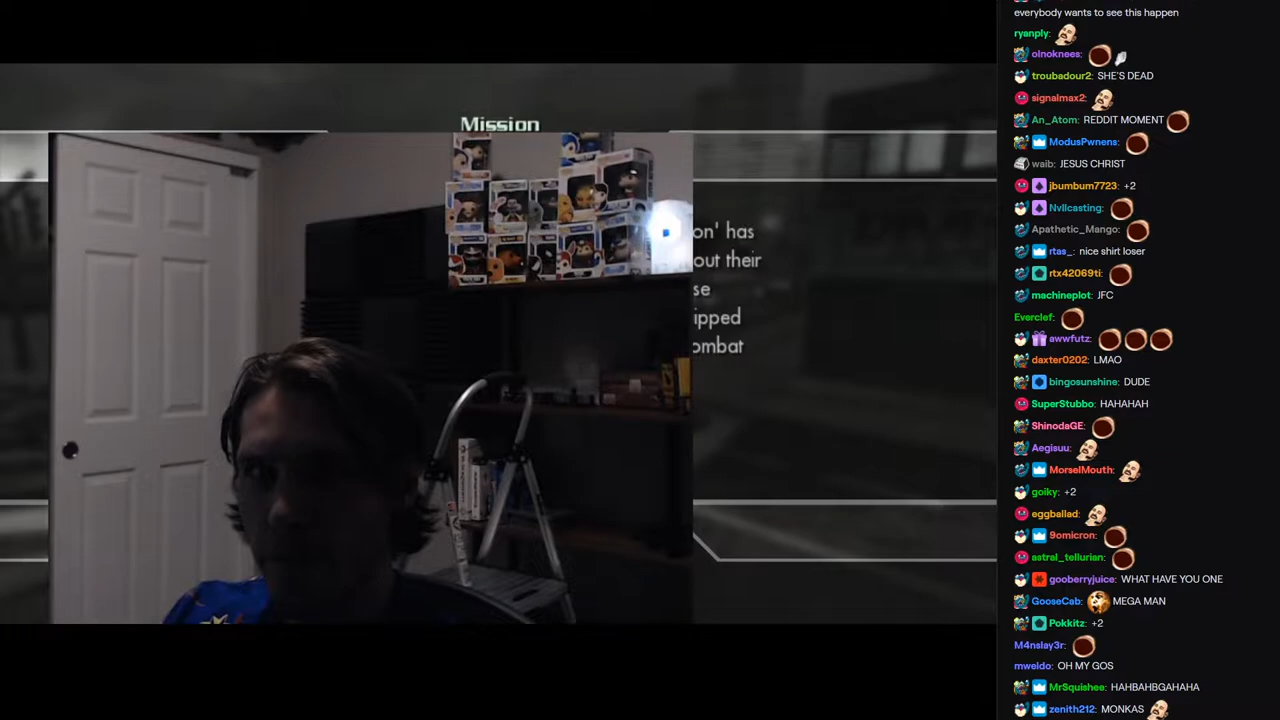 everybody wants to see this happen
ryanply:
olnoknees:
troubadour2: SHE'S DEAD
signalmax2:
An_Atom: REDDIT MOMENT
ModusPwnens:
waib: JESUS CHRIST
jbumbum7723: +2
Nvllcasting:
Apathetic_Mango:
rtas_: nice shirt loser
rtx42069ti:
machineplot: JFC
Everclef:
awwfutz:
daxter0202: LMAO
bingosunshine: DUDE
SuperStubbo: HAHAHAH
ShinodaGE:
Aegisuu:
MorselMouth:
goiky: +2
eggballad:
9omicron:
astral_tellurian:
gooberryjuice: WHAT HAVE YOU ONE
GooseCab: MEGA MAN
Pokkitz: +2
M4nslay3r:
mweldo: OH MY GOS
MrSquishee: HAHBAHBGAHAHA
zenith212: MONKAS
Mission
on' has
out their
se
ipped
ombat